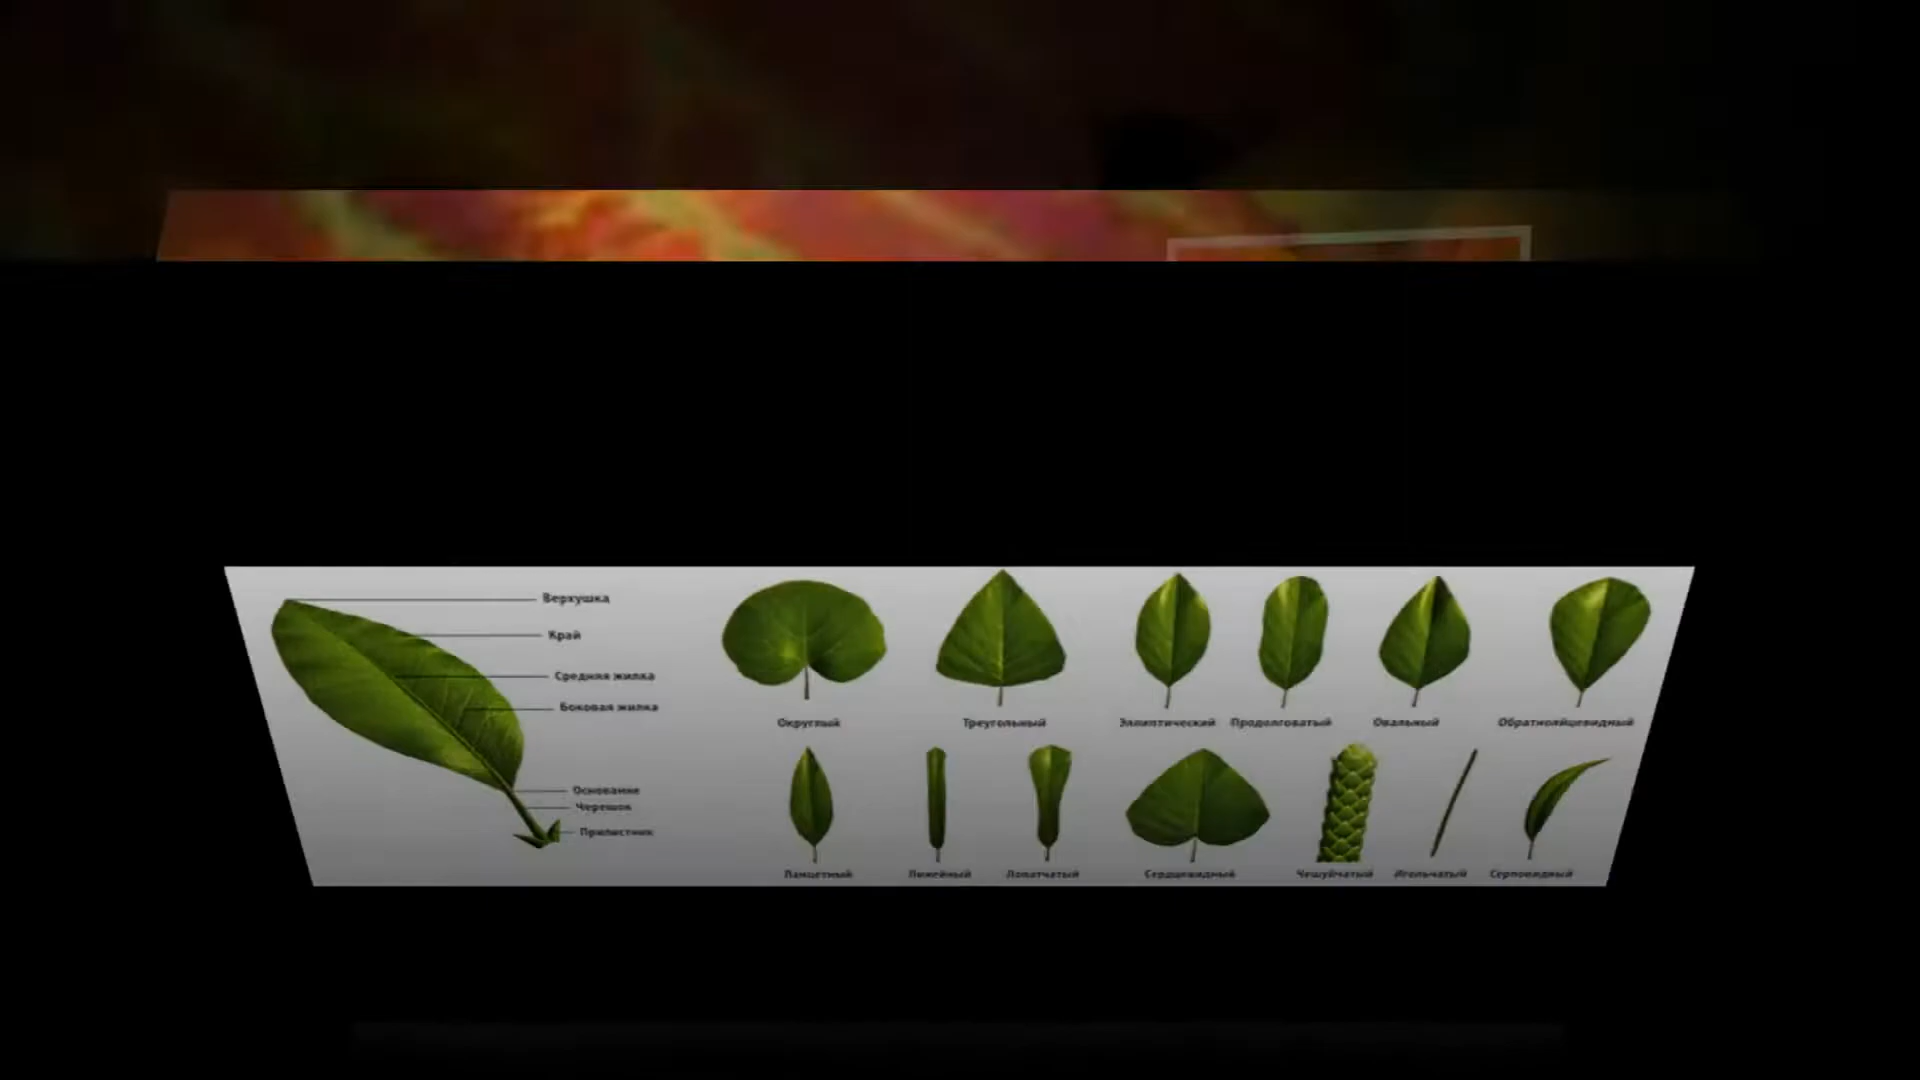 Верхушка
Край
Средняя жилка
Боковая жилка
Основание
Черешок
Прилистник
Округлый
Треугольный
Эллиптический
Продолговатый
Овальный
Обратнояйцевидный
Ланцетный
Линейный
Лопатчатый
Сердцевидный
Чешуйчатый
Игольчатый
Серповидный